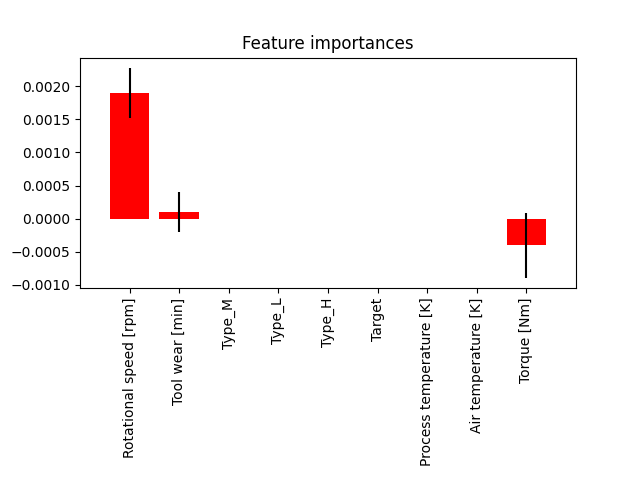 Feature importances
0.0020
0.0015
0.0010
0.0005
0.0000
−0.0005
−0.0010
Rotational speed [rpm]
Tool wear [min]
Type_M
Type_L
Type_H
Target
Process temperature [K]
Air temperature [K]
Torque [Nm]